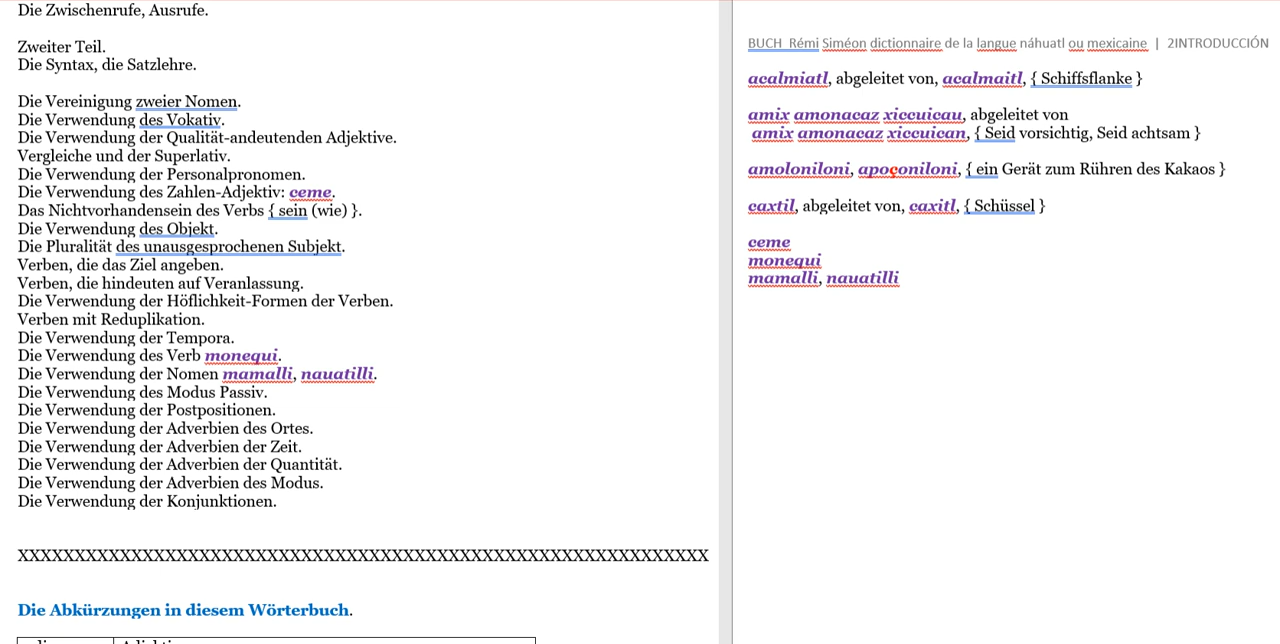 Die Zwischenrufe, Ausrufe.
Zweiter Teil.
Die Syntax, die Satzlehre.
Die Vereinigung zweier Nomen.
Die Verwendung des Vokativ.
Die Verwendung der Qualität-andeutenden Adjektive.
Vergleiche und der Superlativ.
Die Verwendung der Personalpronomen.
Die Verwendung des Zahlen-Adjektiv: ceme.
Das Nichtvorhandensein des Verbs { sein (wie) }.
Die Verwendung des Objekt.
Die Pluralität des unausgesprochenen Subjekt.
Verben, die das Ziel angeben.
Verben, die hindeuten auf Veranlassung.
Die Verwendung der Höflichkeit-Formen der Verben.
Verben mit Reduplikation.
Die Verwendung der Tempora.
Die Verwendung des Verb monequi.
Die Verwendung der Nomen mamalli, nauatilli.
Die Verwendung des Modus Passiv.
Die Verwendung der Postpositionen.
Die Verwendung der Adverbien des Ortes.
Die Verwendung der Adverbien der Zeit.
Die Verwendung der Adverbien der Quantität.
Die Verwendung der Adverbien des Modus.
Die Verwendung der Konjunktionen.
XXXXXXXXXXXXXXXXXXXXXXXXXXXXXXXXXXXXXXXXXXXXXXXXXXXXXXXXXXXXX
Die Abkürzungen in diesem Wörterbuch.
BUCH Rémi Siméon dictionnaire de la langue náhuatl ou mexicaine | 2INTRODUCCIÓN
acalmiatl, abgeleitet von, acalmaitl, { Schiffsflanke }
amix amonacaz xiccuicau, abgeleitet von
amix amonacaz xiccuican, { Seid vorsichtig, Seid achtsam }
amoloniloni, apoçoniloni, { ein Gerät zum Rühren des Kakaos }
caxtil, abgeleitet von, caxitl, { Schüssel }
ceme
monequi
mamalli, nauatilli